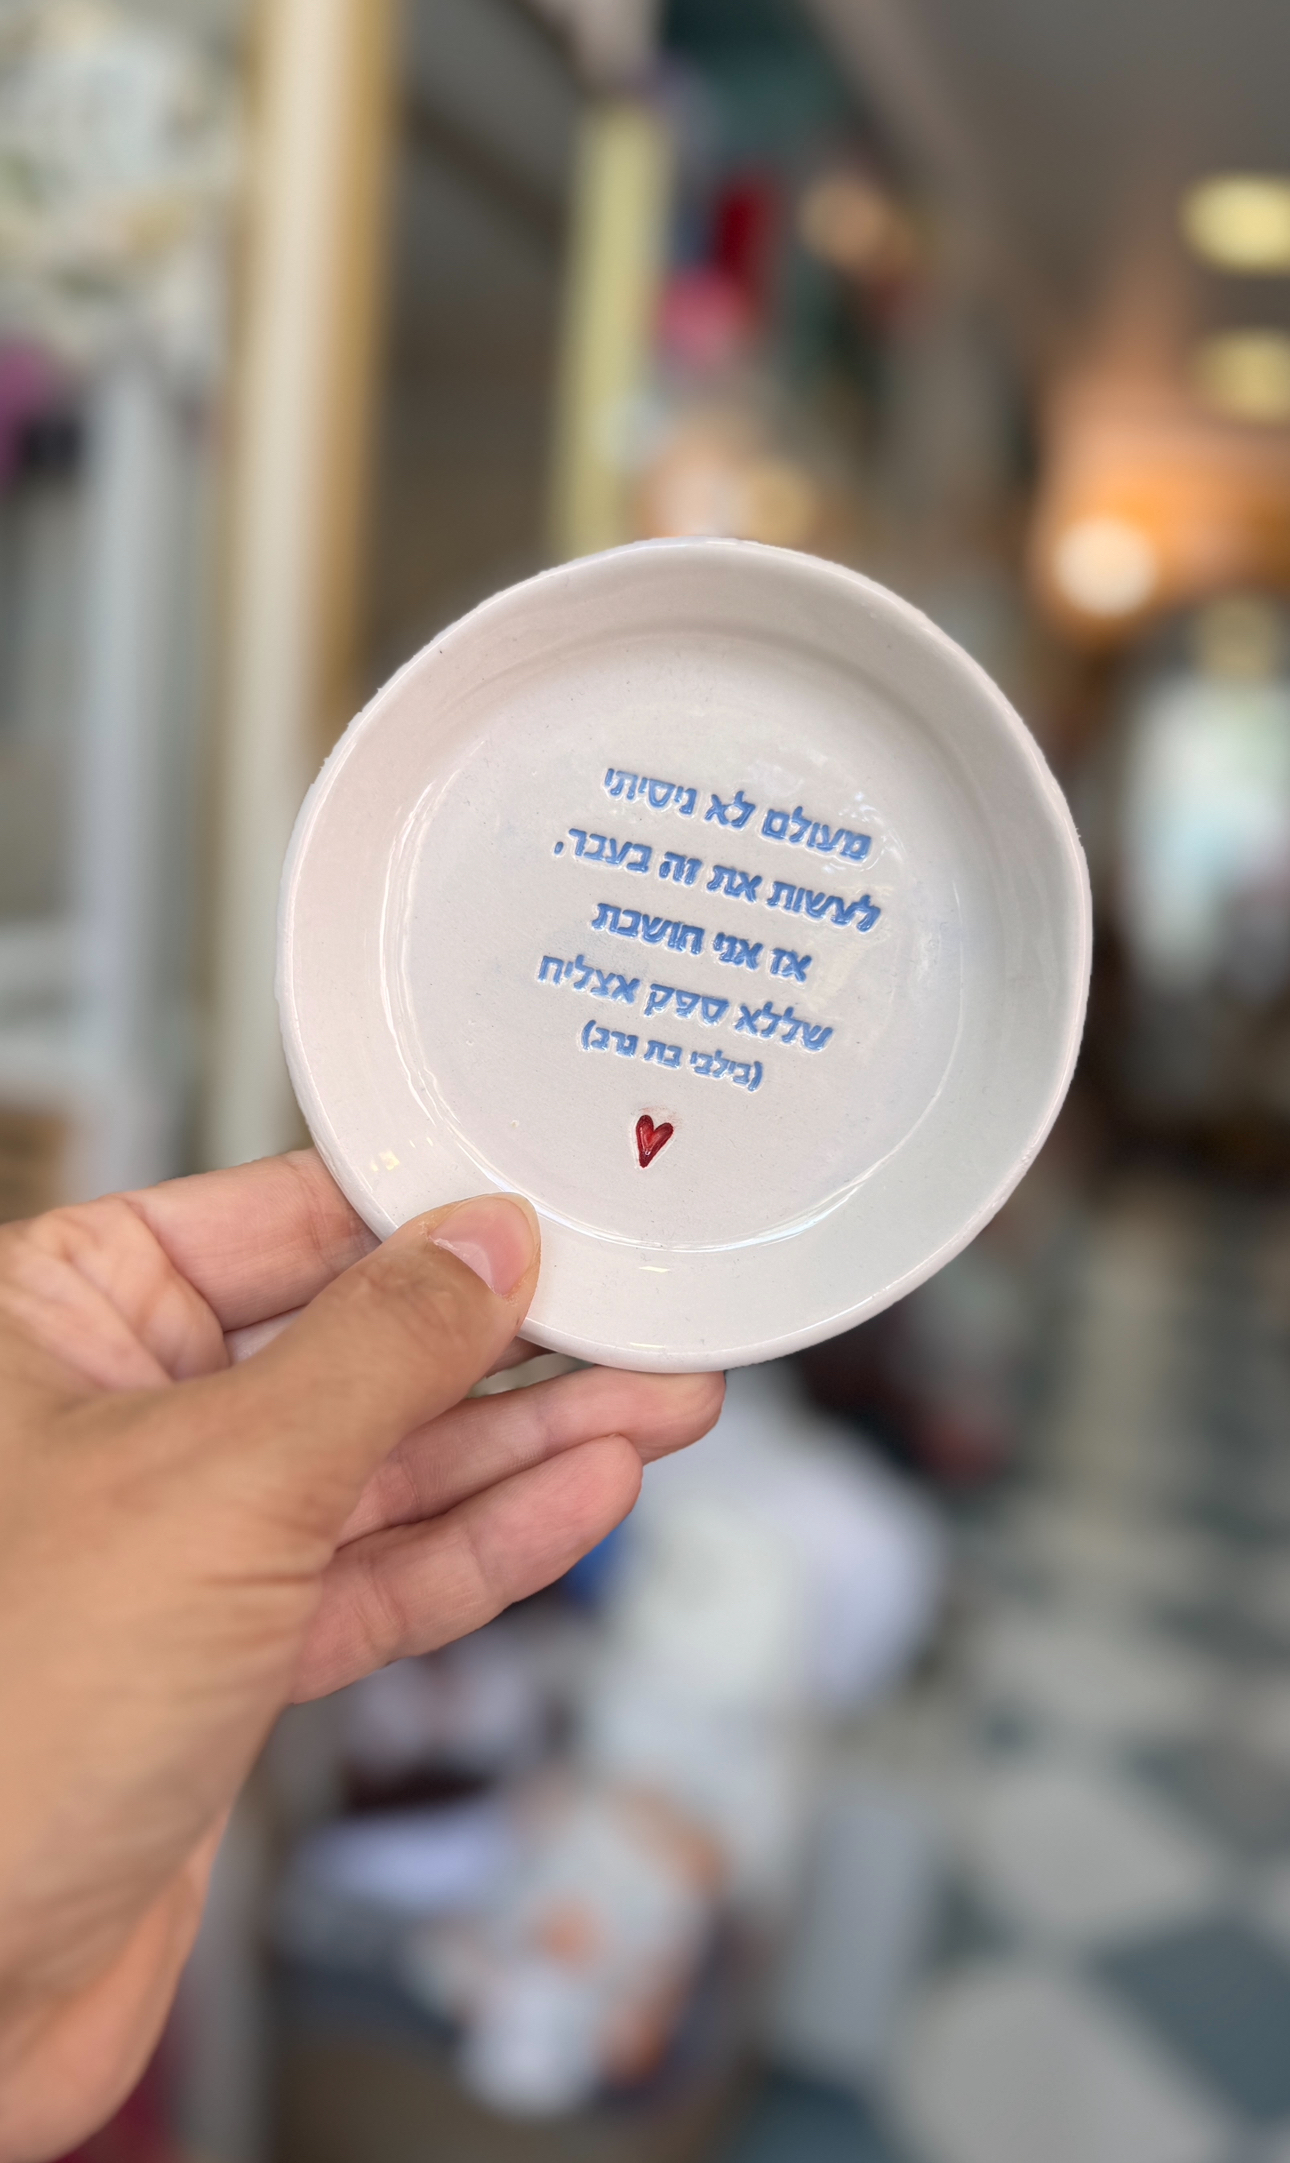 מעולם לא ניסיתי
לעשות את זה בעבר,
אז אני חושבת
שללא ספק אצליח
(בילבי בת גרב)